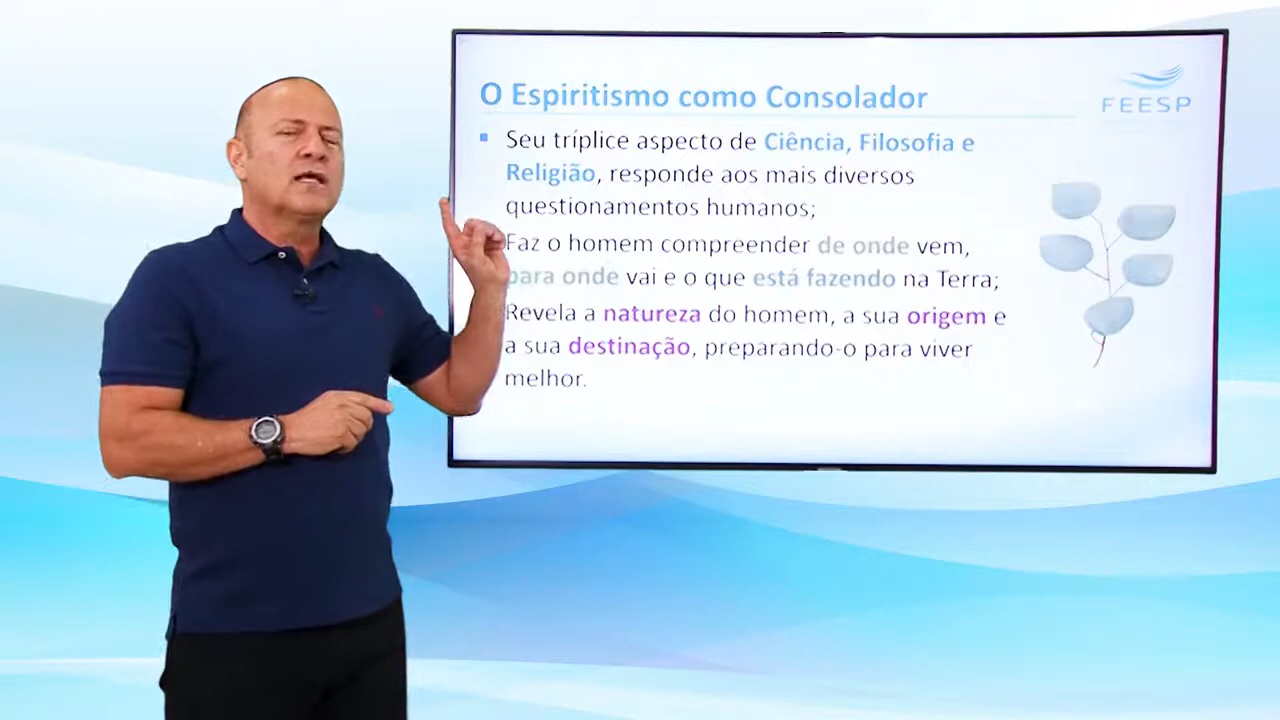 O Espiritismo como Consolador
FEESP
Seu tríplice aspecto de Ciência, Filosofia e
Religião, responde aos mais diversos
questionamentos humanos;
Faz o homem compreender de onde vem,
para onde vai e o que está fazendo na Terra;
Revela a natureza do homem, a sua origem e
a sua destinação, preparando-o para viver
melhor.